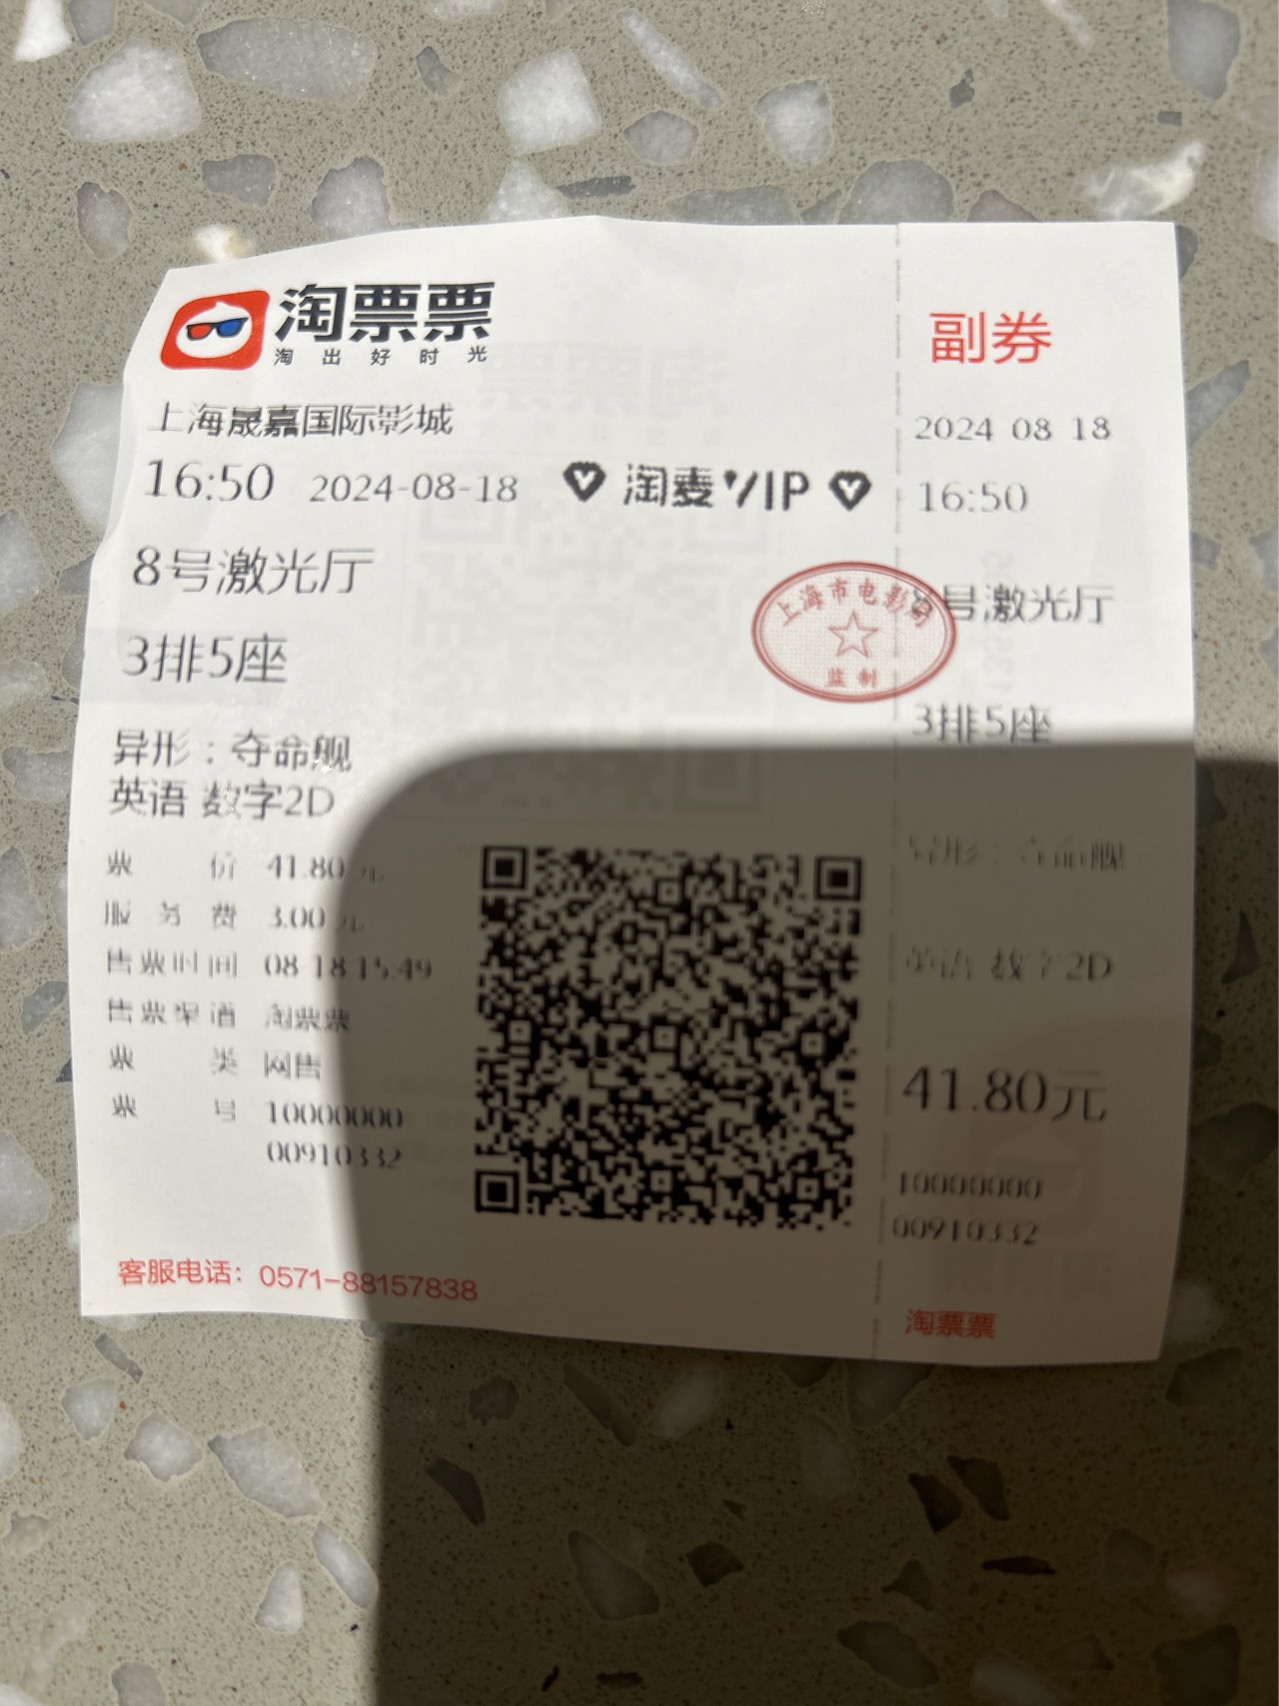 淘票票
淘出好时光
上海晟嘉国际影城
16:50 2024-08-18 淘麦VIP
8号激光厅
3排5座
异形：夺命舰
英语 数字2D
票价 41.80元
服务费 3.00元
售票时间 08 18 15:49
售票渠道 淘票票
票类 网售
票号 10000000
00910332
客服电话：0571-88157838
上海市电影局
监制
副券
2024 08 18
16:50
8号激光厅
3排5座
异形：夺命舰
英语 数字2D
41.80元
10000000
00910332
淘票票